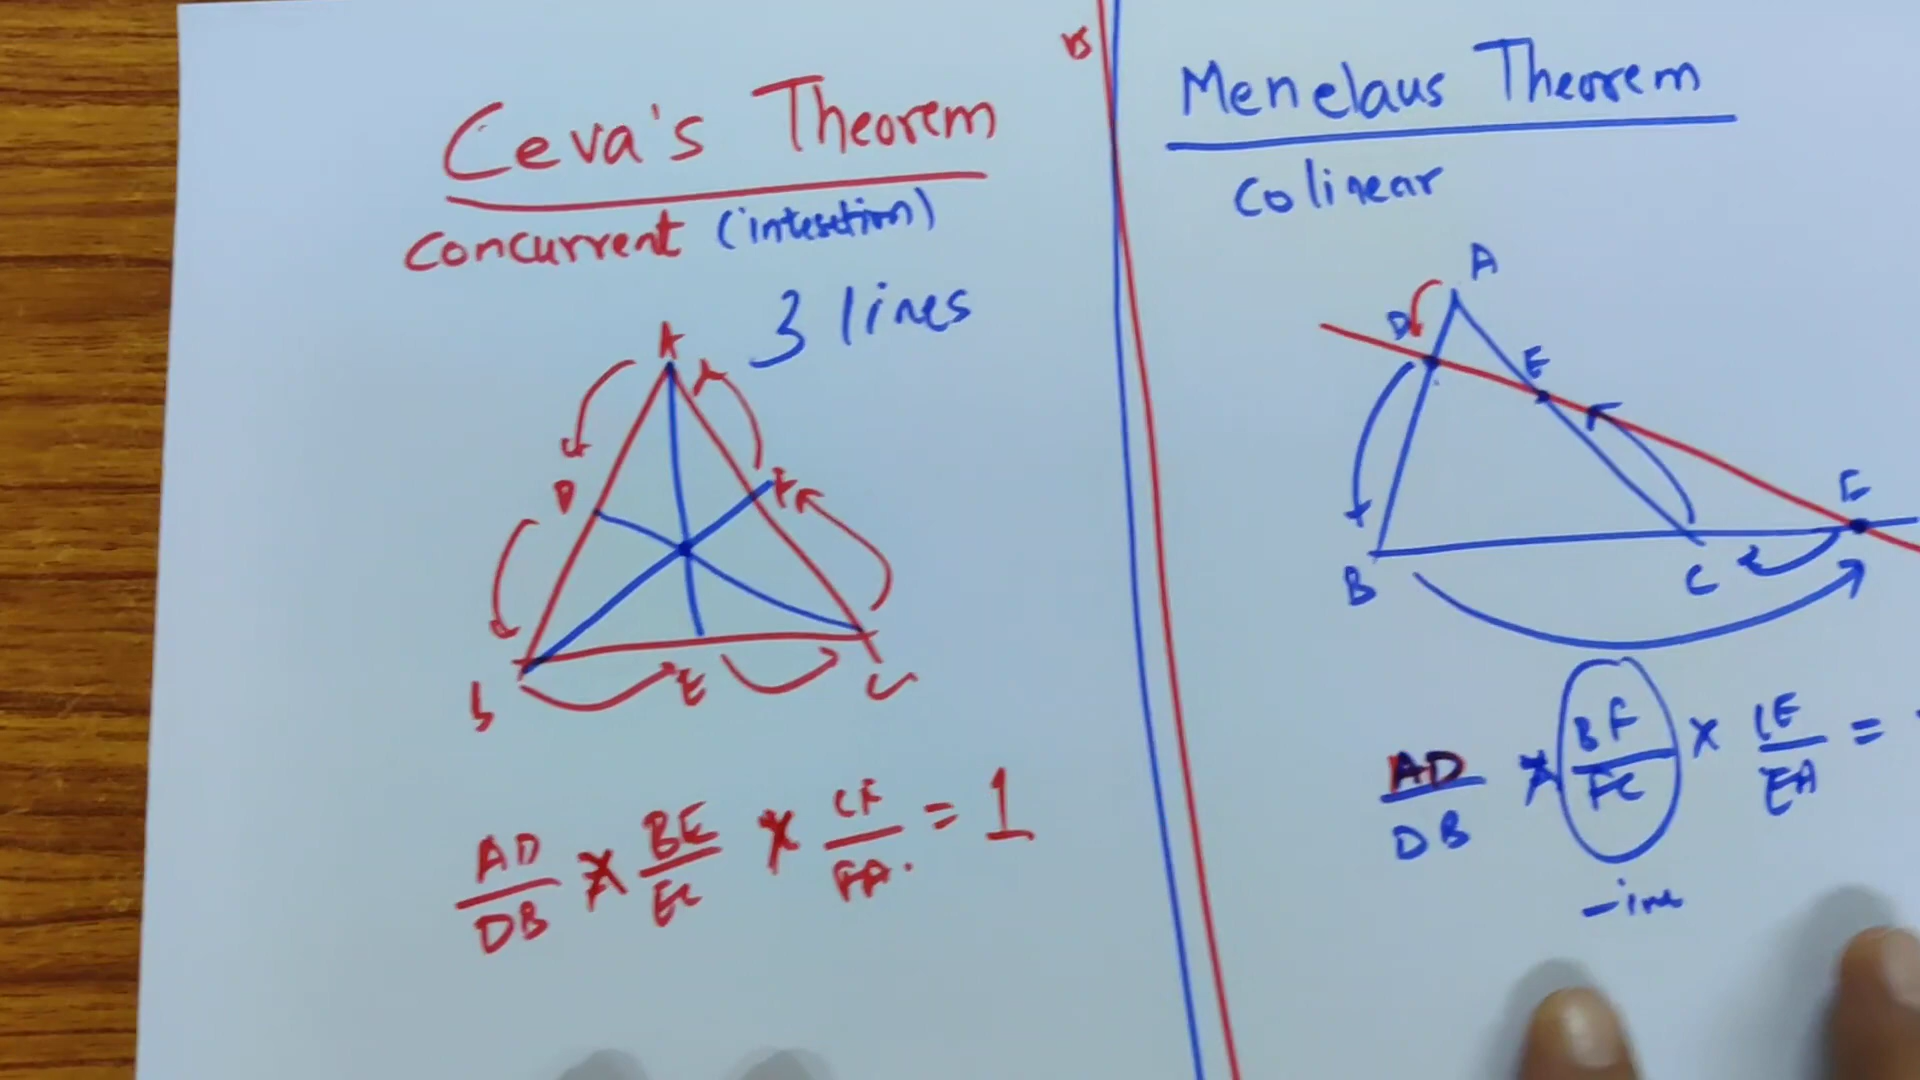 Ceva's Theorem
Concurrent (intesetion)
3 lines
A
D
F
B
E
C
AD/DB × BE/EC × CF/FA. = 1
vs
Menelaus Theorem
Colinear
A
D
E
F
B
C
AD/DB × BF/FC × CE/EA =
-ive